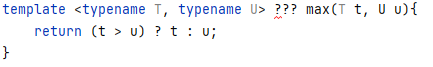 template <typename T, typename U> ??? max(T t, U u){
    return (t > u) ? t : u;
}